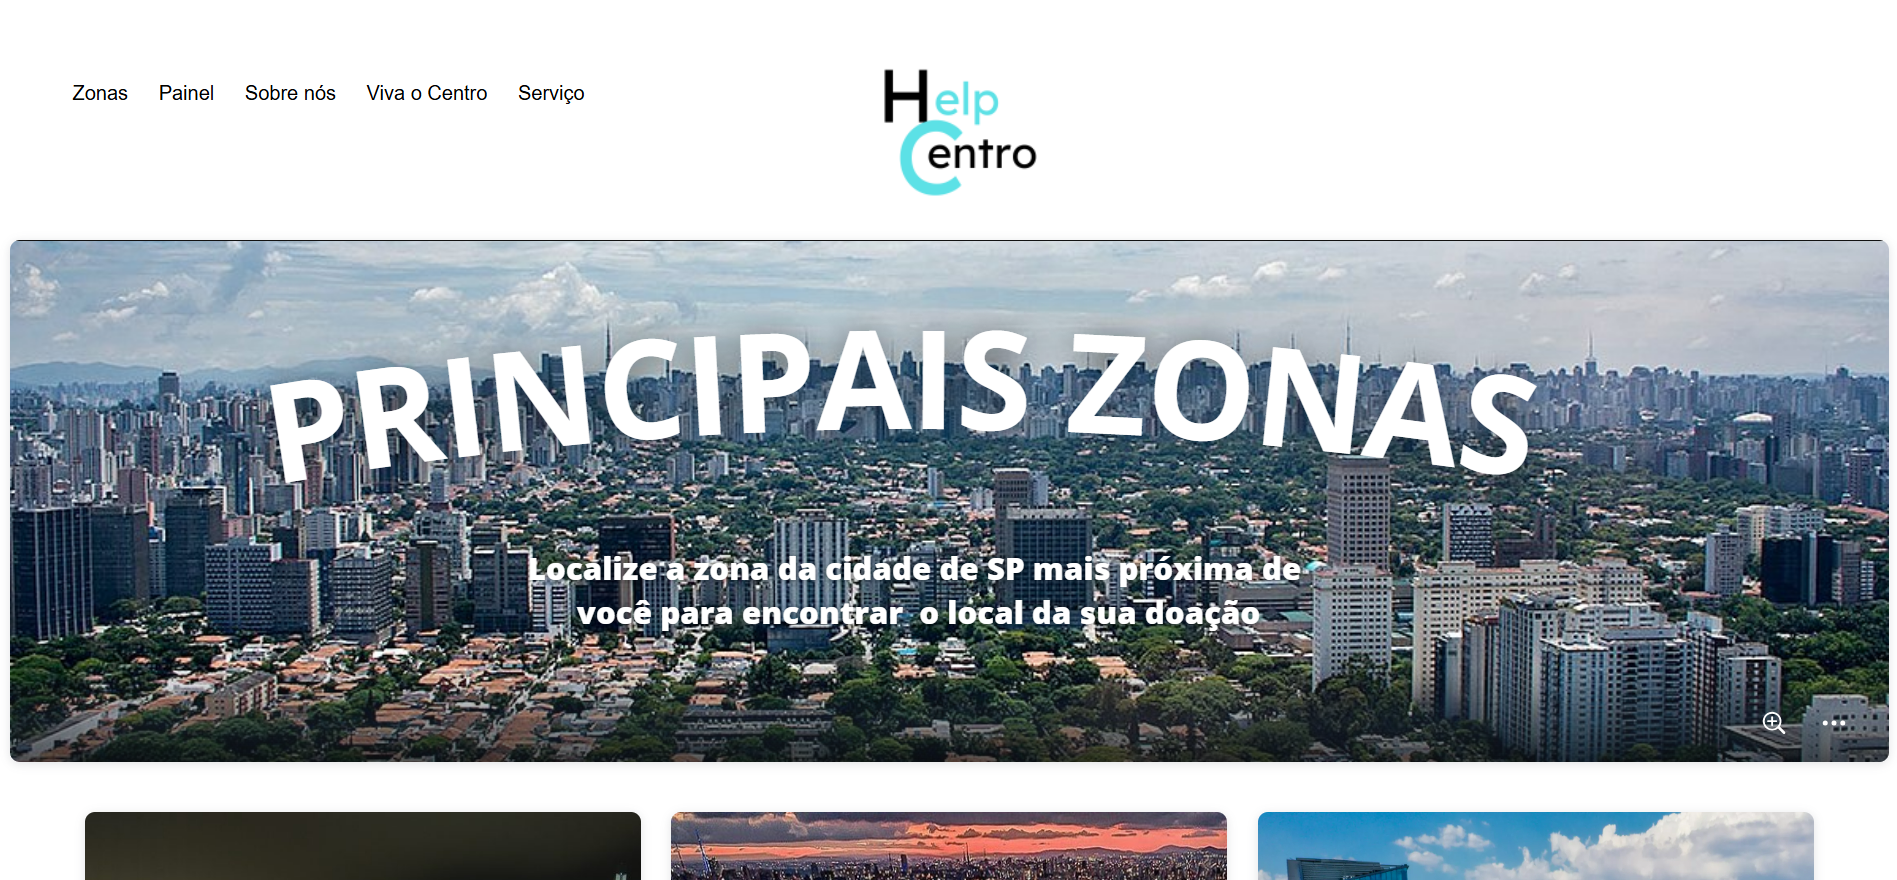 Zonas Painel Sobre nós Viva o Centro Serviço
Help
Centro
PRINCIPAIS ZONAS
Localize a zona da cidade de SP mais próxima de
você para encontrar o local da sua doação